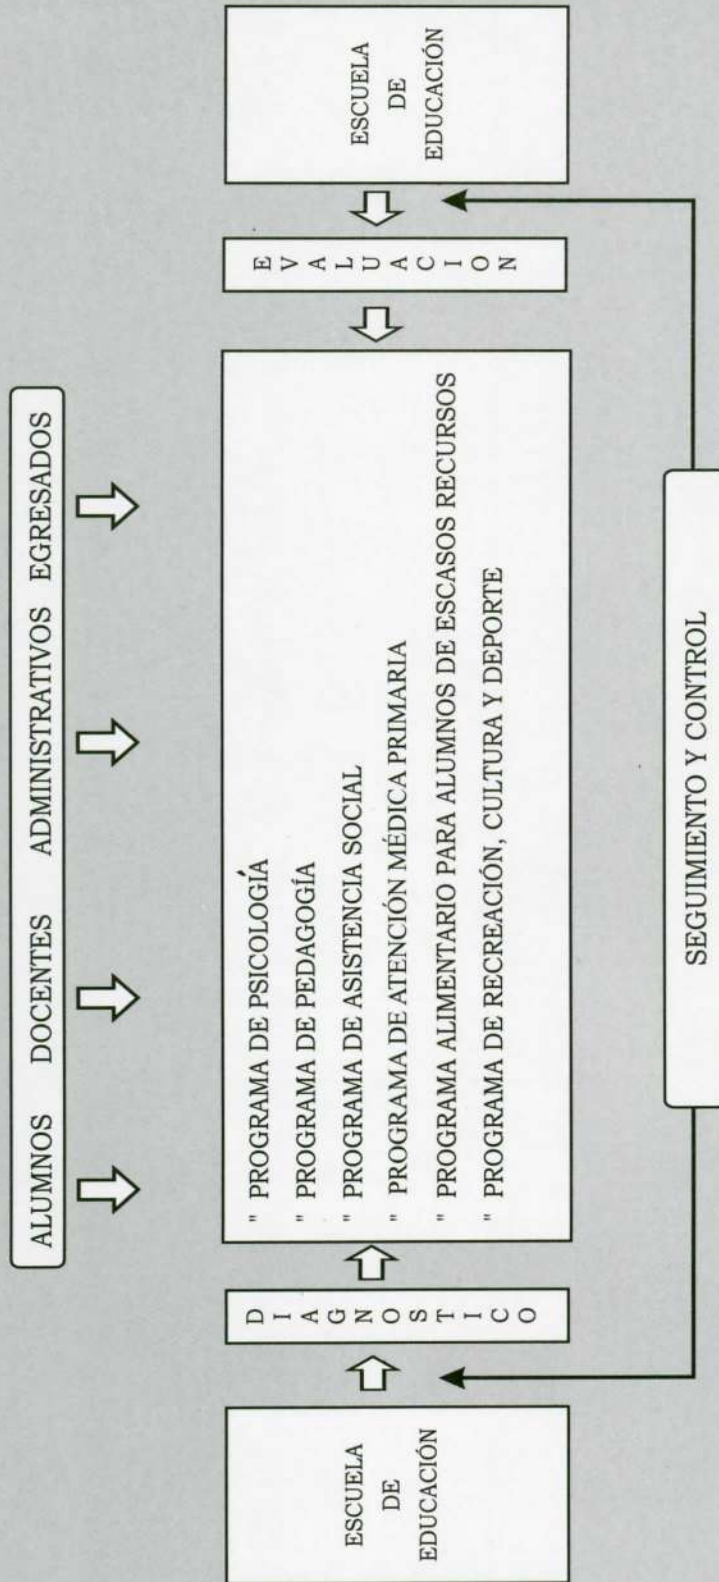 ALUMNOS DOCENTES ADMINISTRATIVOS EGRESADOS
ESCUELA
DE
EDUCACIÓN
D
I
A
G
N
O
S
T
I
C
O
" PROGRAMA DE PSICOLOGÍA
" PROGRAMA DE PEDAGOGÍA
" PROGRAMA DE ASISTENCIA SOCIAL
" PROGRAMA DE ATENCIÓN MÉDICA PRIMARIA
" PROGRAMA ALIMENTARIO PARA ALUMNOS DE ESCASOS RECURSOS
" PROGRAMA DE RECREACIÓN, CULTURA Y DEPORTE
E
V
A
L
U
A
C
I
O
N
ESCUELA
DE
EDUCACIÓN
SEGUIMIENTO Y CONTROL